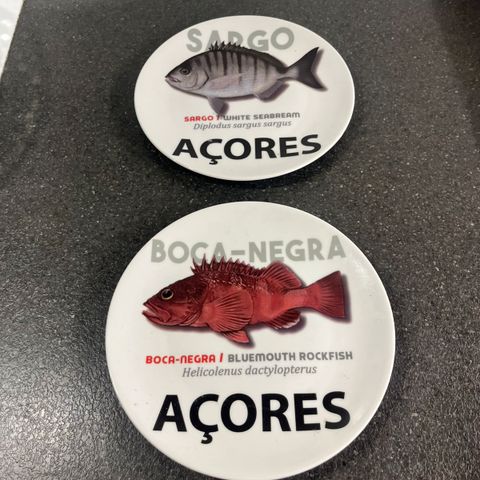 SARGO
SARGO / WHITE SEABREAM
Diplodus sargus sargus
AÇORES
BOCA-NEGRA
BOCA-NEGRA / BLUEMOUTH ROCKFISH
Helicolenus dactylopterus
AÇORES